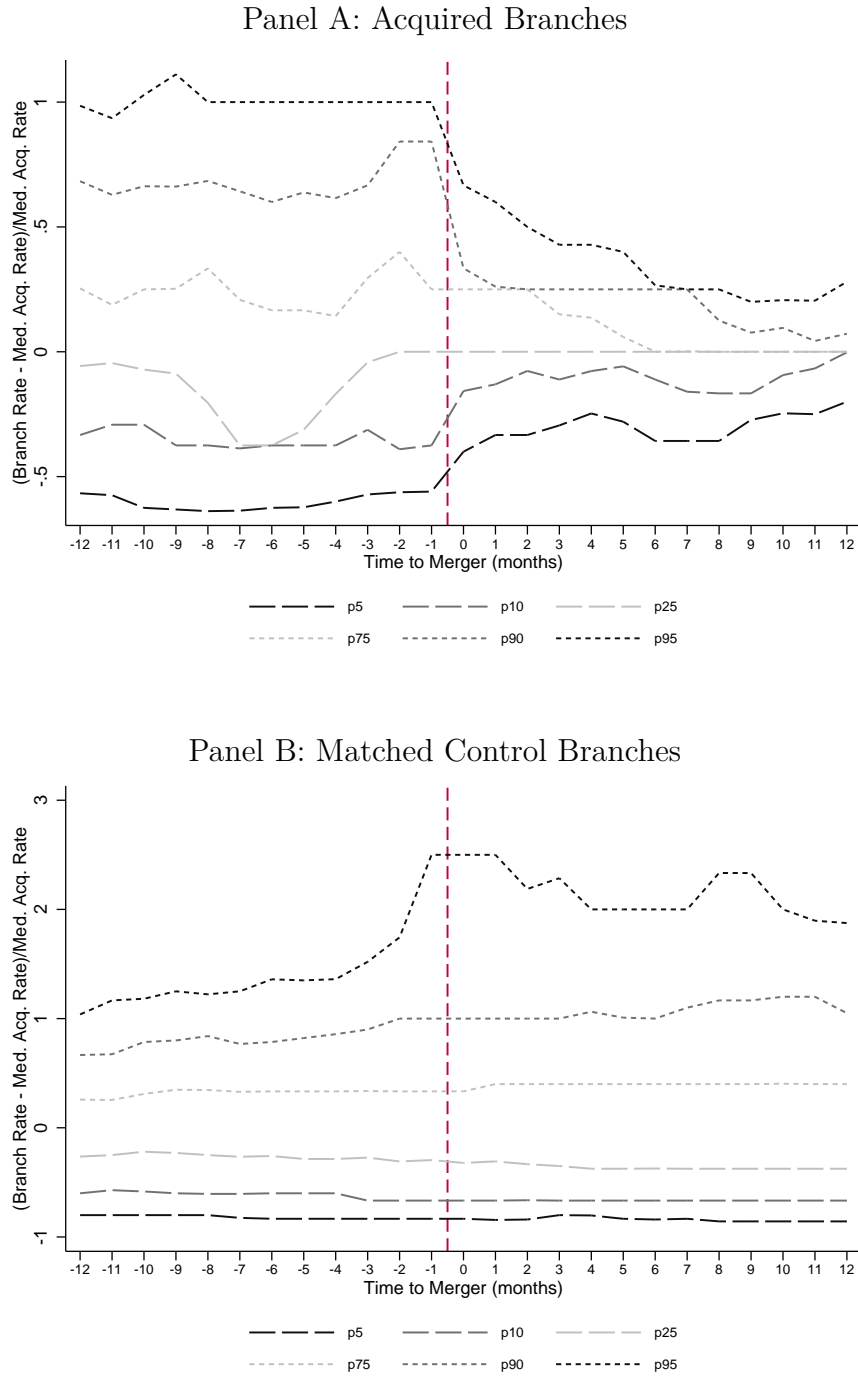 Panel A: Acquired Branches
(Branch Rate - Med. Acq. Rate)/Med. Acq. Rate
1
.5
0
-.5
-12 -11 -10 -9 -8 -7 -6 -5 -4 -3 -2 -1 0 1 2 3 4 5 6 7 8 9 10 11 12
Time to Merger (months)
p5 p10 p25
p75 p90 p95
Panel B: Matched Control Branches
(Branch Rate - Med. Acq. Rate)/Med. Acq. Rate
3
2
1
0
-1
-12 -11 -10 -9 -8 -7 -6 -5 -4 -3 -2 -1 0 1 2 3 4 5 6 7 8 9 10 11 12
Time to Merger (months)
p5 p10 p25
p75 p90 p95